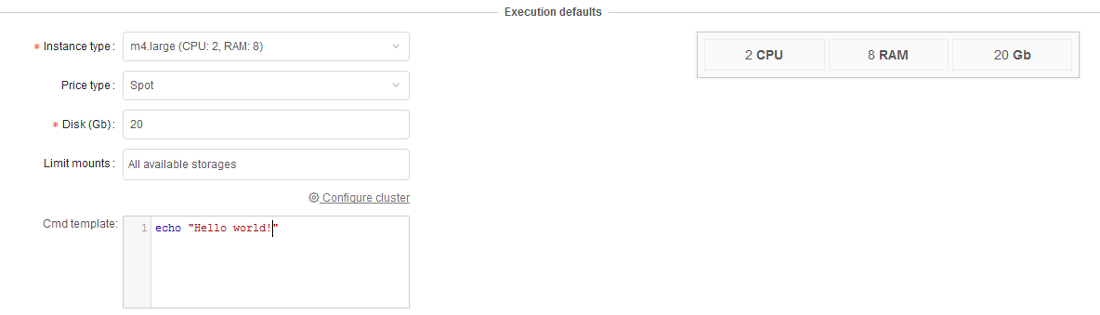 Execution defaults
* Instance type : m4.large (CPU: 2, RAM: 8)
2 CPU 8 RAM 20 Gb
Price type : Spot
* Disk (Gb) : 20
Limit mounts : All available storages
Configure cluster
Cmd template: 1 echo "Hello world!"